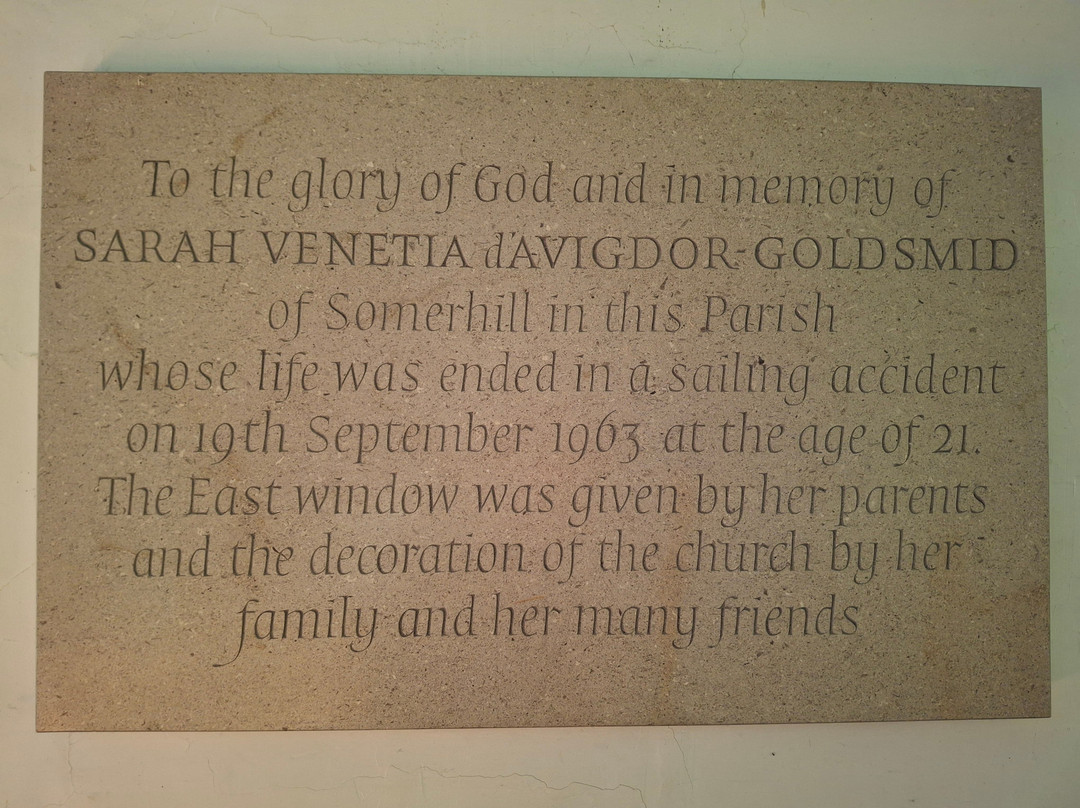 To the glory of God and in memory of
SARAH VENETIA d'AVIGDOR-GOLDSMID
of Somerhill in this Parish
whose life was ended in a sailing accident
on 19th September 1963 at the age of 21.
The East window was given by her parents
and the decoration of the church by her
family and her many friends